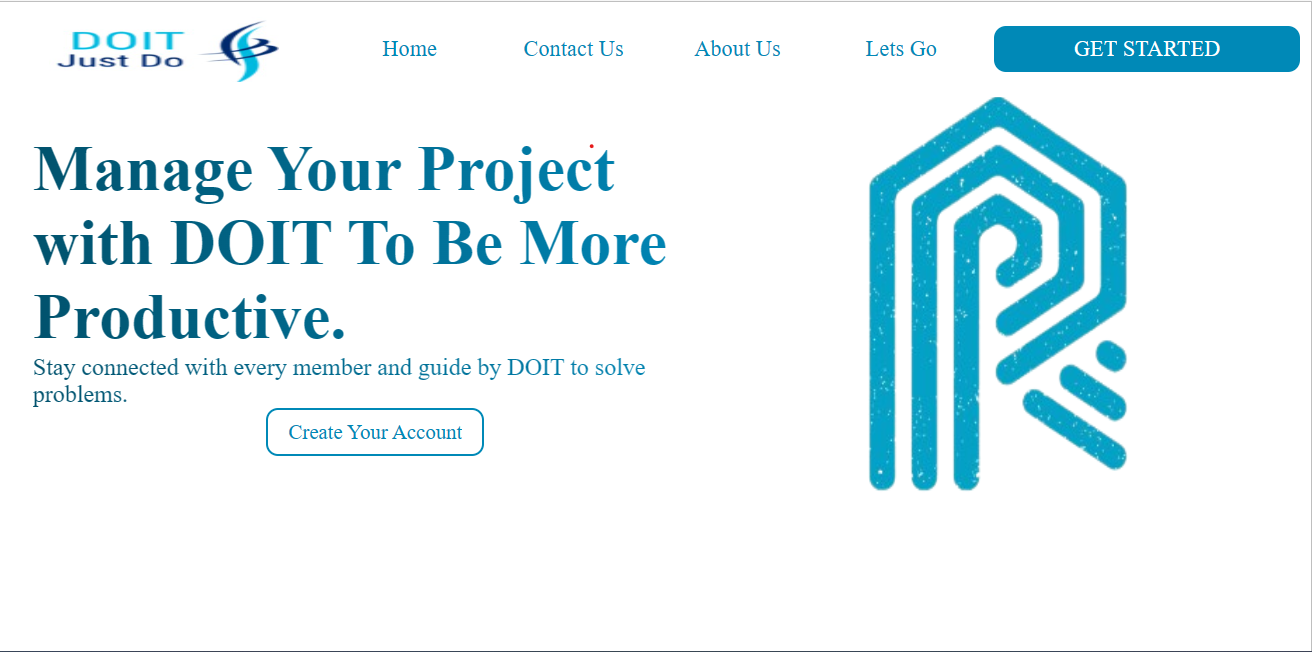 DOIT
Just Do
Home
Contact Us
About Us
Lets Go
GET STARTED
Manage Your Project
with DOIT To Be More
Productive.
Stay connected with every member and guide by DOIT to solve
problems.
Create Your Account